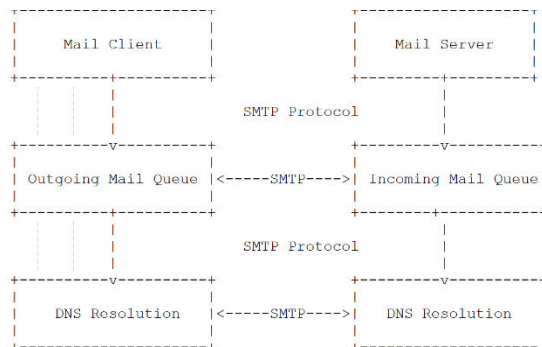 Mail Client Mail Server
SMTP Protocol
Outgoing Mail Queue <-----SMTP----> Incoming Mail Queue
SMTP Protocol
DNS Resolution <-----SMTP----> DNS Resolution